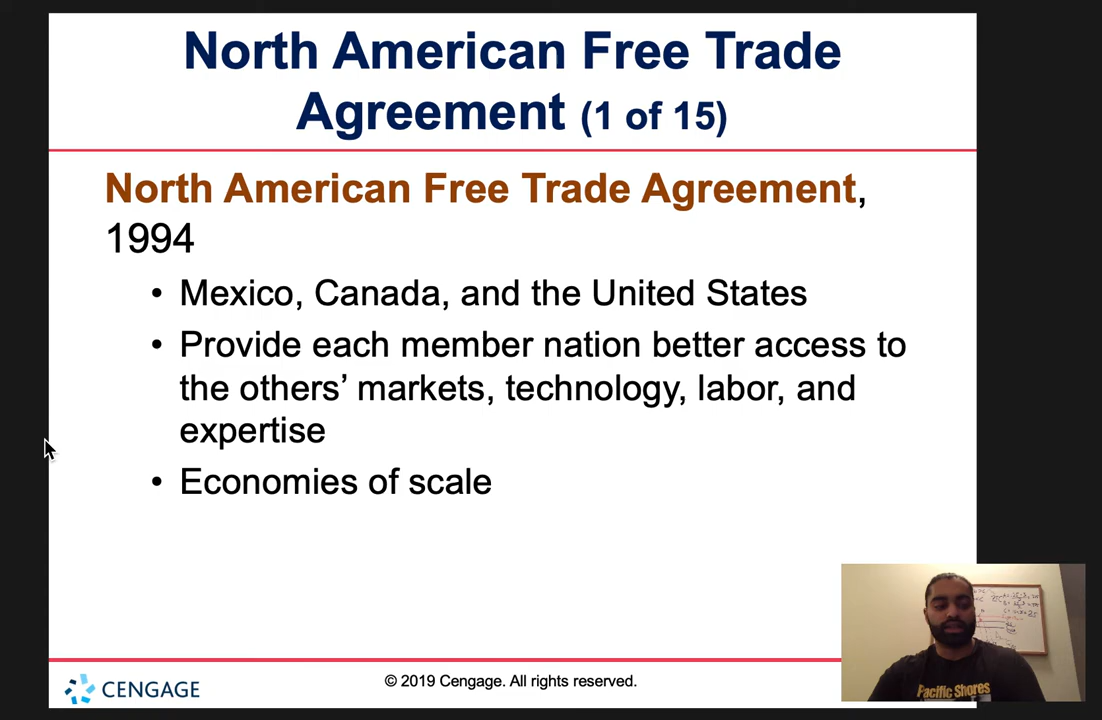 North American Free Trade
Agreement (1 of 15)
North American Free Trade Agreement,
1994
• Mexico, Canada, and the United States
• Provide each member nation better access to
the others’ markets, technology, labor, and
expertise
• Economies of scale
CENGAGE
© 2019 Cengage. All rights reserved.
Pacific Shores